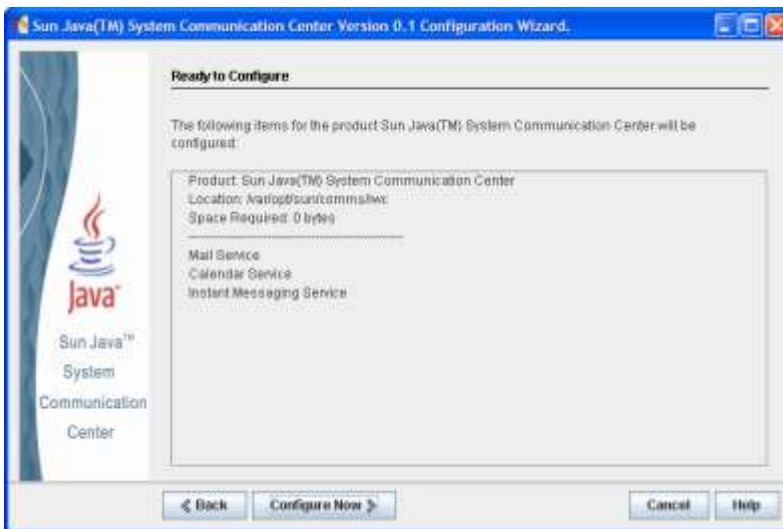 Sun Java(TM) System Communication Center Version 0.1 Configuration Wizard.
Ready to Configure
The following items for the product Sun Java(TM) System Communication Center will be
configured:
Product: Sun Java(TM) System Communication Center
Location: /var/opt/sun/comms/iwc
Space Required: 0 bytes
Mail Service
Calendar Service
Instant Messaging Service
Java™
Sun Java™
System
Communication
Center
Back
Configure Now
Cancel
Help